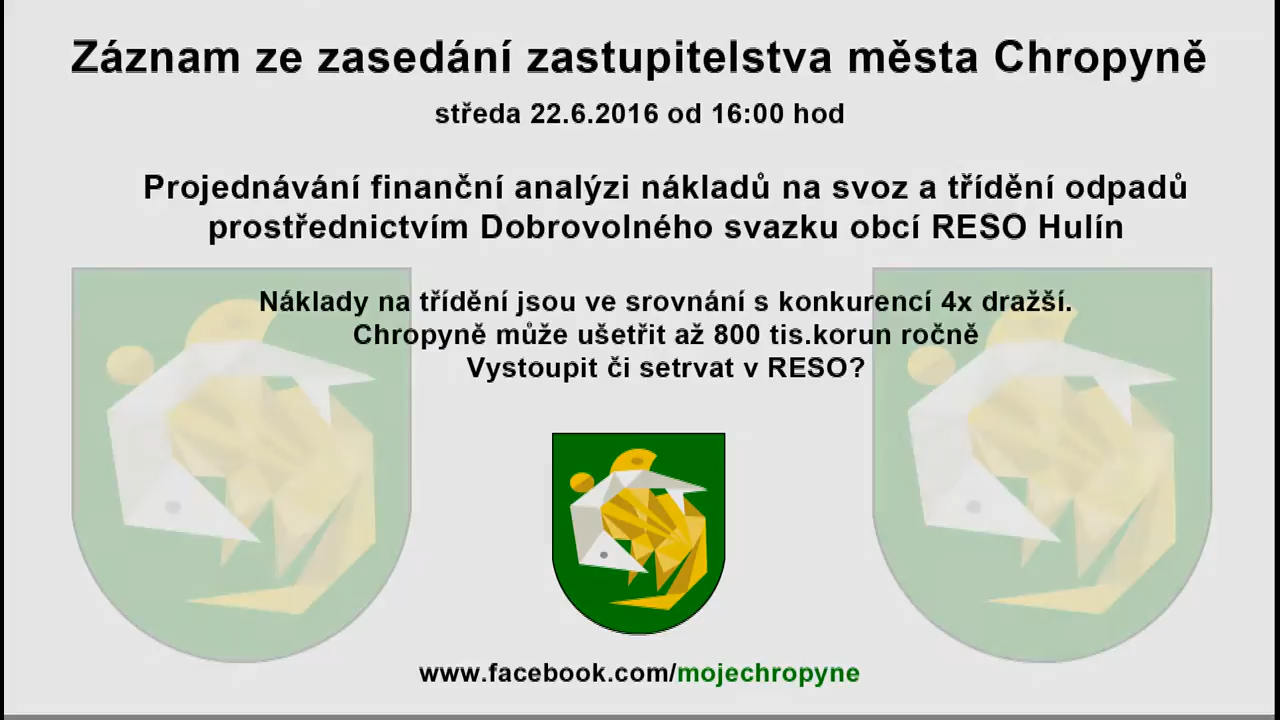 Záznam ze zasedání zastupitelstva města Chropyně
středa 22.6.2016 od 16:00 hod
Projednávání finanční analýzi nákladů na svoz a třídění odpadů
prostřednictvím Dobrovolného svazku obcí RESO Hulín
Náklady na třídění jsou ve srovnání s konkurencí 4x dražší.
Chropyně může ušetřit až 800 tis.korun ročně
Vystoupit či setrvat v RESO?
www.facebook.com/mojechropyne